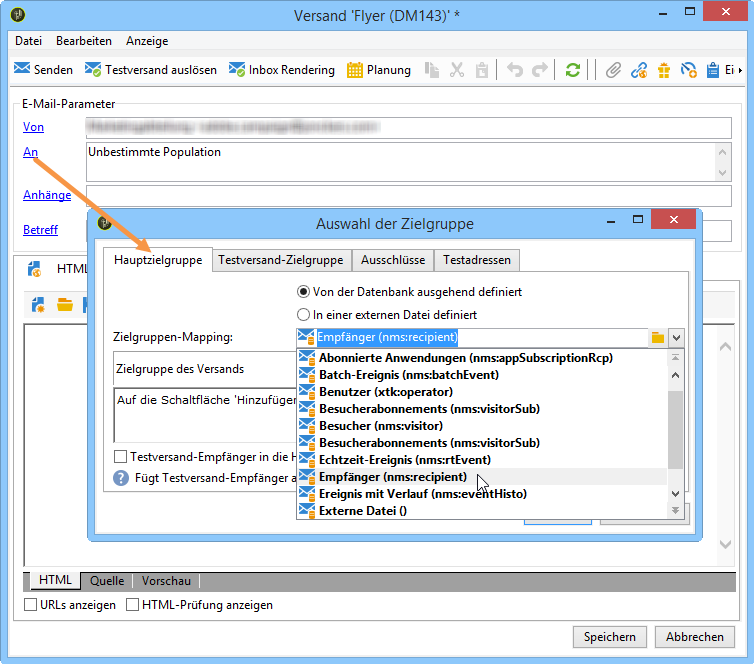 Versand 'Flyer (DM143)' *
Datei Bearbeiten Anzeige
Senden Testversand auslösen Inbox Rendering Planung Ei
E-Mail-Parameter
Von
An Unbestimmte Population
Anhänge
Betreff
Auswahl der Zielgruppe
HTML
Hauptzielgruppe Testversand-Zielgruppe Ausschlüsse Testadressen
Von der Datenbank ausgehend definiert
In einer externen Datei definiert
Zielgruppen-Mapping: Empfänger (nms:recipient)
Zielgruppe des Versands
Auf die Schaltfläche 'Hinzufüger
Testversand-Empfänger in die H
Fügt Testversand-Empfänger a
Abonnierte Anwendungen (nms:appSubscriptionRcp)
Batch-Ereignis (nms:batchEvent)
Benutzer (xtk:operator)
Besucherabonnements (nms:visitorSub)
Besucher (nms:visitor)
Besucherabonnements (nms:visitorSub)
Echtzeit-Ereignis (nms:rtEvent)
Empfänger (nms:recipient)
Ereignis mit Verlauf (nms:eventHisto)
Externe Datei ()
HTML Quelle Vorschau
URLs anzeigen HTML-Prüfung anzeigen
Speichern Abbrechen